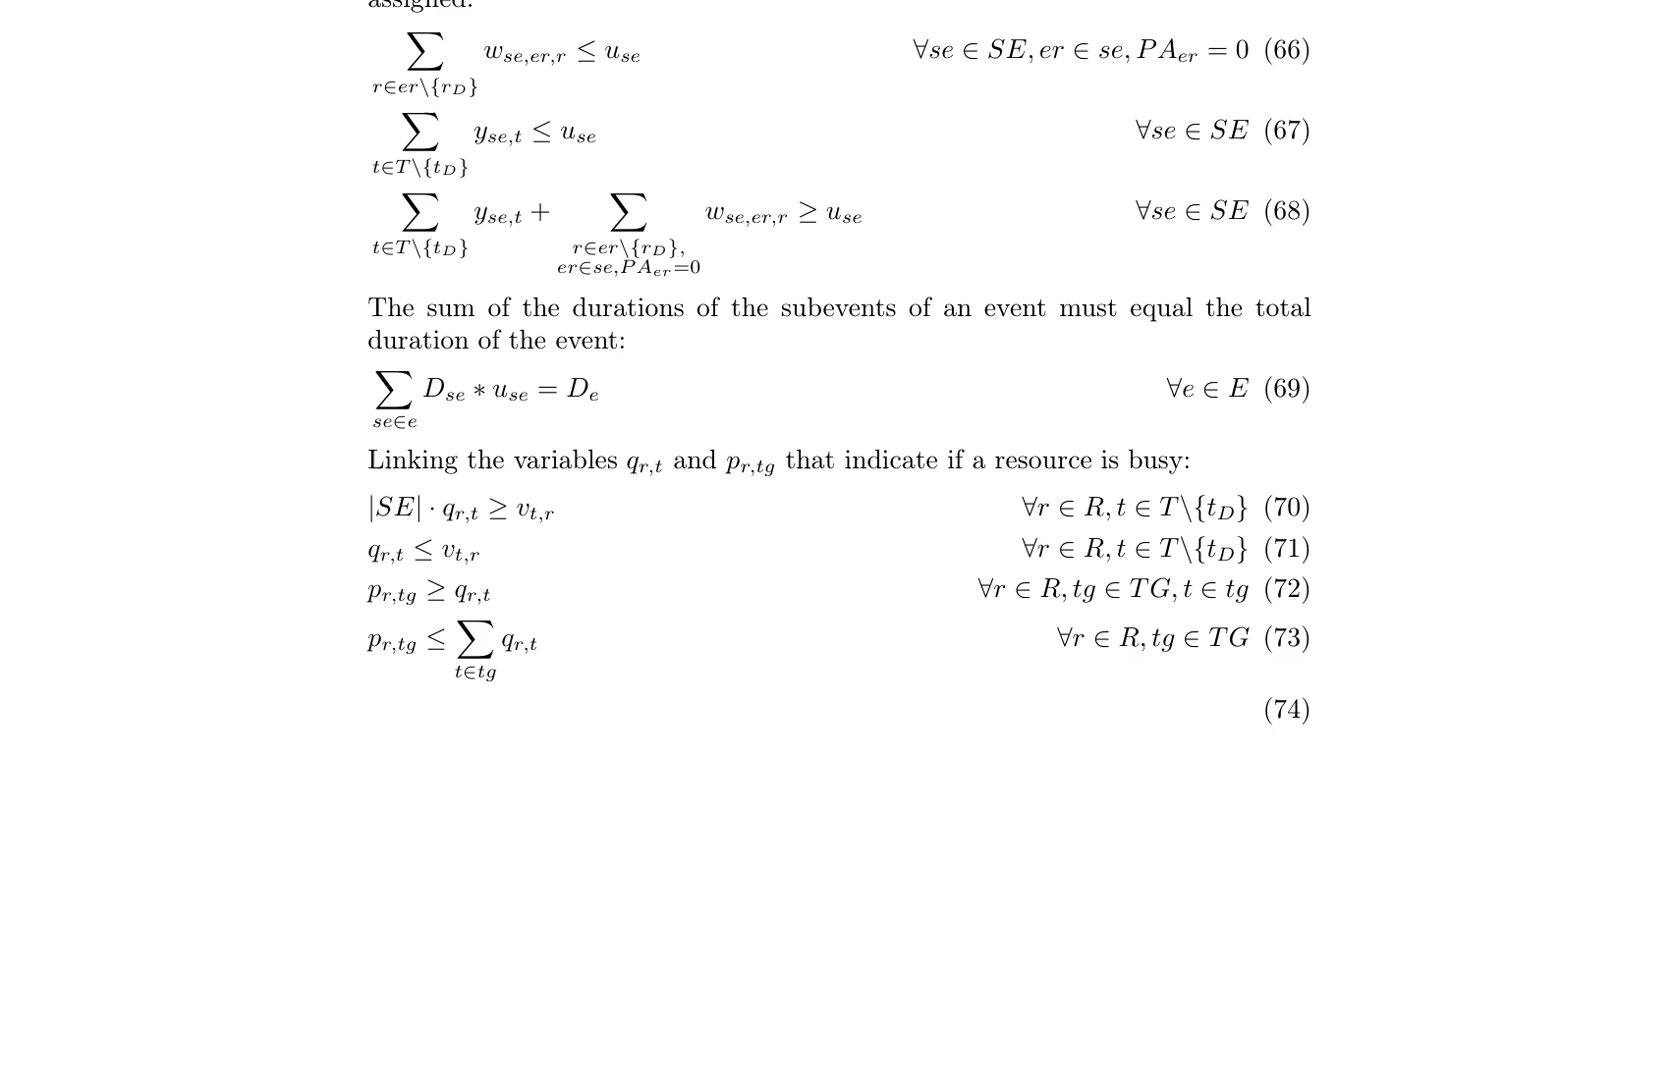 assigned.
∑_{r∈er\{r_D}} w_{se,er,r} ≤ u_{se} ∀se ∈ SE, er ∈ se, PA_{er} = 0 (66)
∑_{t∈T\{t_D}} y_{se,t} ≤ u_{se} ∀se ∈ SE (67)
∑_{t∈T\{t_D}} y_{se,t} + ∑_{r∈er\{r_D}, er∈se,PA_{er}=0} w_{se,er,r} ≥ u_{se} ∀se ∈ SE (68)
The sum of the durations of the subevents of an event must equal the total
duration of the event:
∑_{se∈e} D_{se} ∗ u_{se} = D_e ∀e ∈ E (69)
Linking the variables q_{r,t} and p_{r,tg} that indicate if a resource is busy:
|SE| · q_{r,t} ≥ v_{t,r} ∀r ∈ R, t ∈ T\{t_D} (70)
q_{r,t} ≤ v_{t,r} ∀r ∈ R, t ∈ T\{t_D} (71)
p_{r,tg} ≥ q_{r,t} ∀r ∈ R, tg ∈ TG, t ∈ tg (72)
p_{r,tg} ≤ ∑_{t∈tg} q_{r,t} ∀r ∈ R, tg ∈ TG (73)
(74)